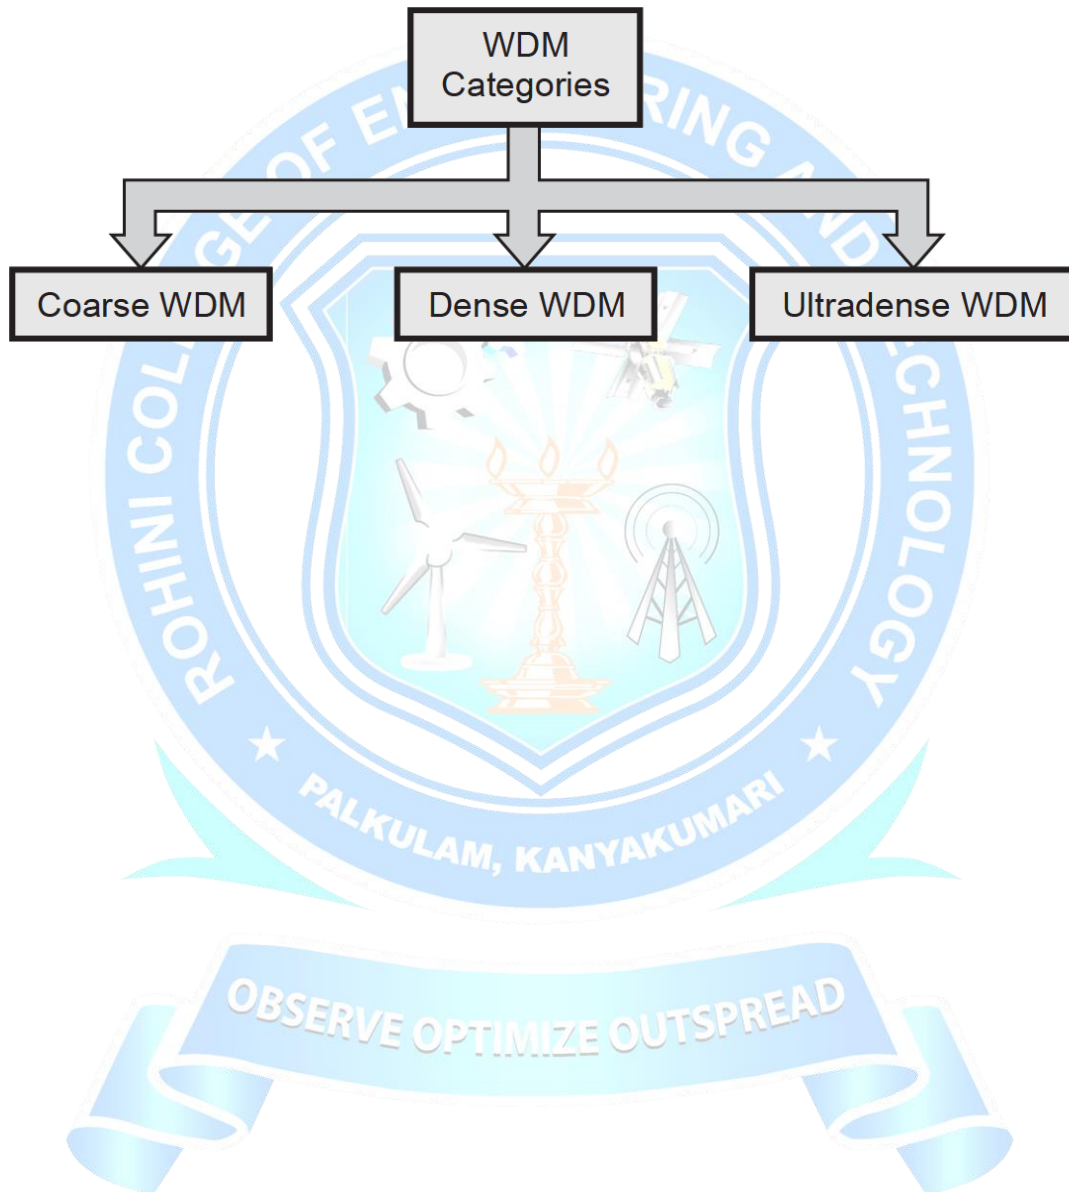 WDM
Categories
Coarse WDM
Dense WDM
Ultradense WDM
ROHINI COLLEGE OF ENGINEERING AND TECHNOLOGY
PALKULAM, KANYAKUMARI
OBSERVE OPTIMIZE OUTSPREAD